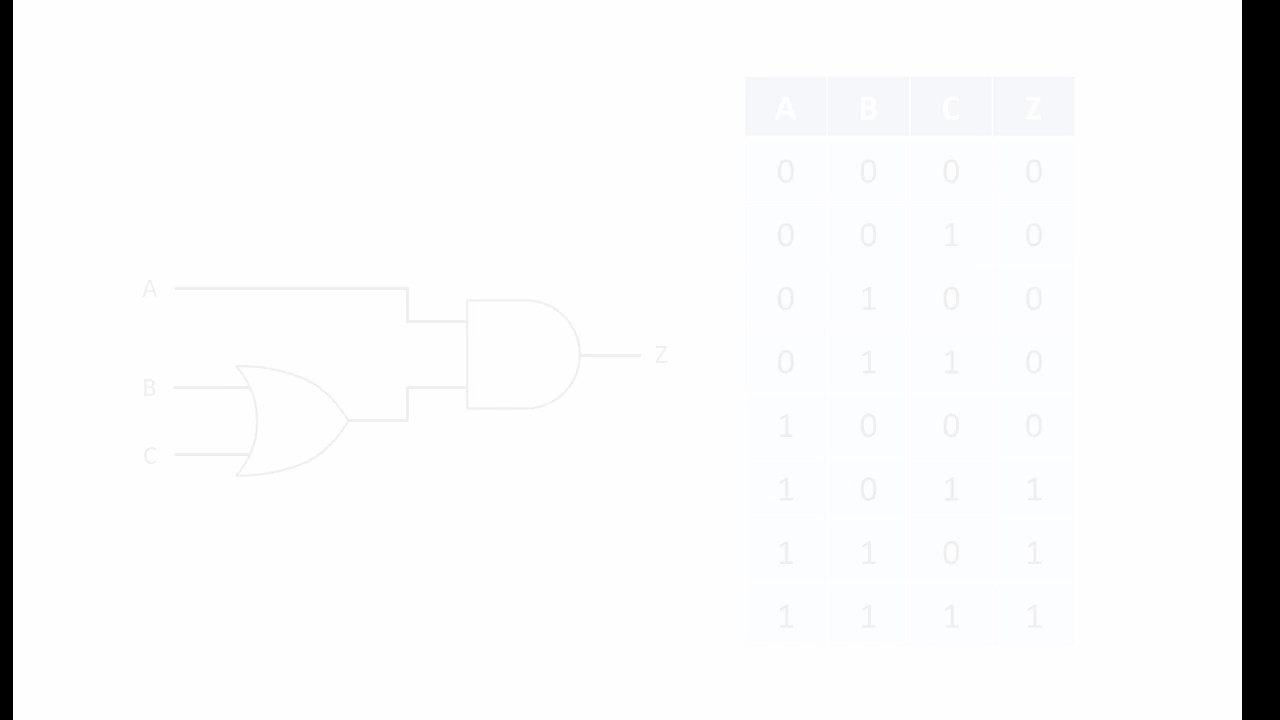 A
B
C
Z
A B C Z
0 0 0 0
0 0 1 0
0 1 0 0
0 1 1 0
1 0 0 0
1 0 1 1
1 1 0 1
1 1 1 1